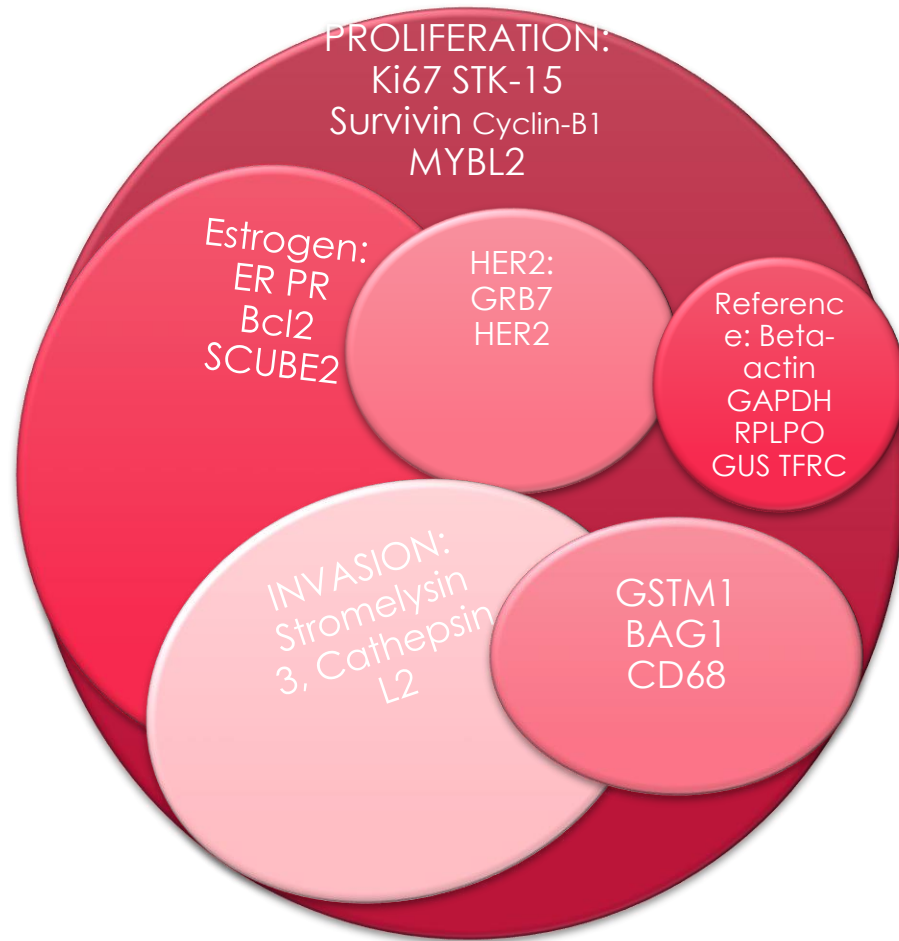 PROLIFERATION:
Ki67 STK-15
Survivin Cyclin-B1
MYBL2
Estrogen:
ER PR
Bcl2
SCUBE2
HER2:
GRB7
HER2
Referenc
e: Beta-
actin
GAPDH
RPLPO
GUS TFRC
INVASION:
Stromelysin
3, Cathepsin
L2
GSTM1
BAG1
CD68